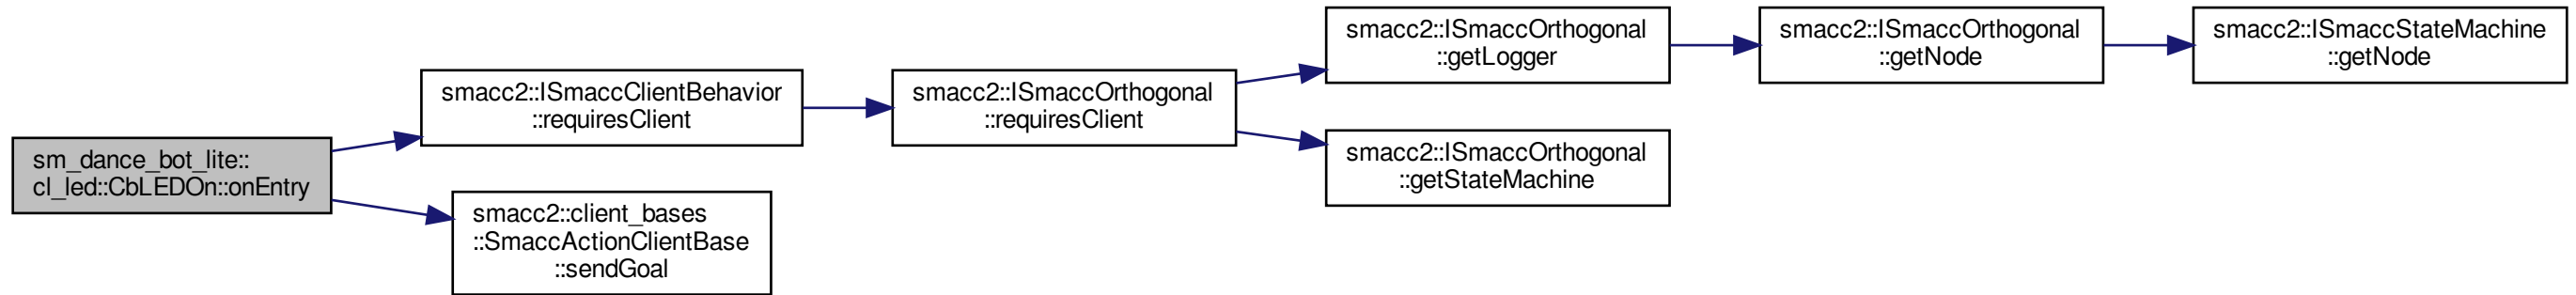 sm_dance_bot_lite::
cl_led::CbLEDOn::onEntry
smacc2::ISmaccClientBehavior
::requiresClient
smacc2::ISmaccOrthogonal
::requiresClient
smacc2::ISmaccOrthogonal
::getLogger
smacc2::ISmaccOrthogonal
::getNode
smacc2::ISmaccStateMachine
::getNode
smacc2::ISmaccOrthogonal
::getStateMachine
smacc2::client_bases
::SmaccActionClientBase
::sendGoal